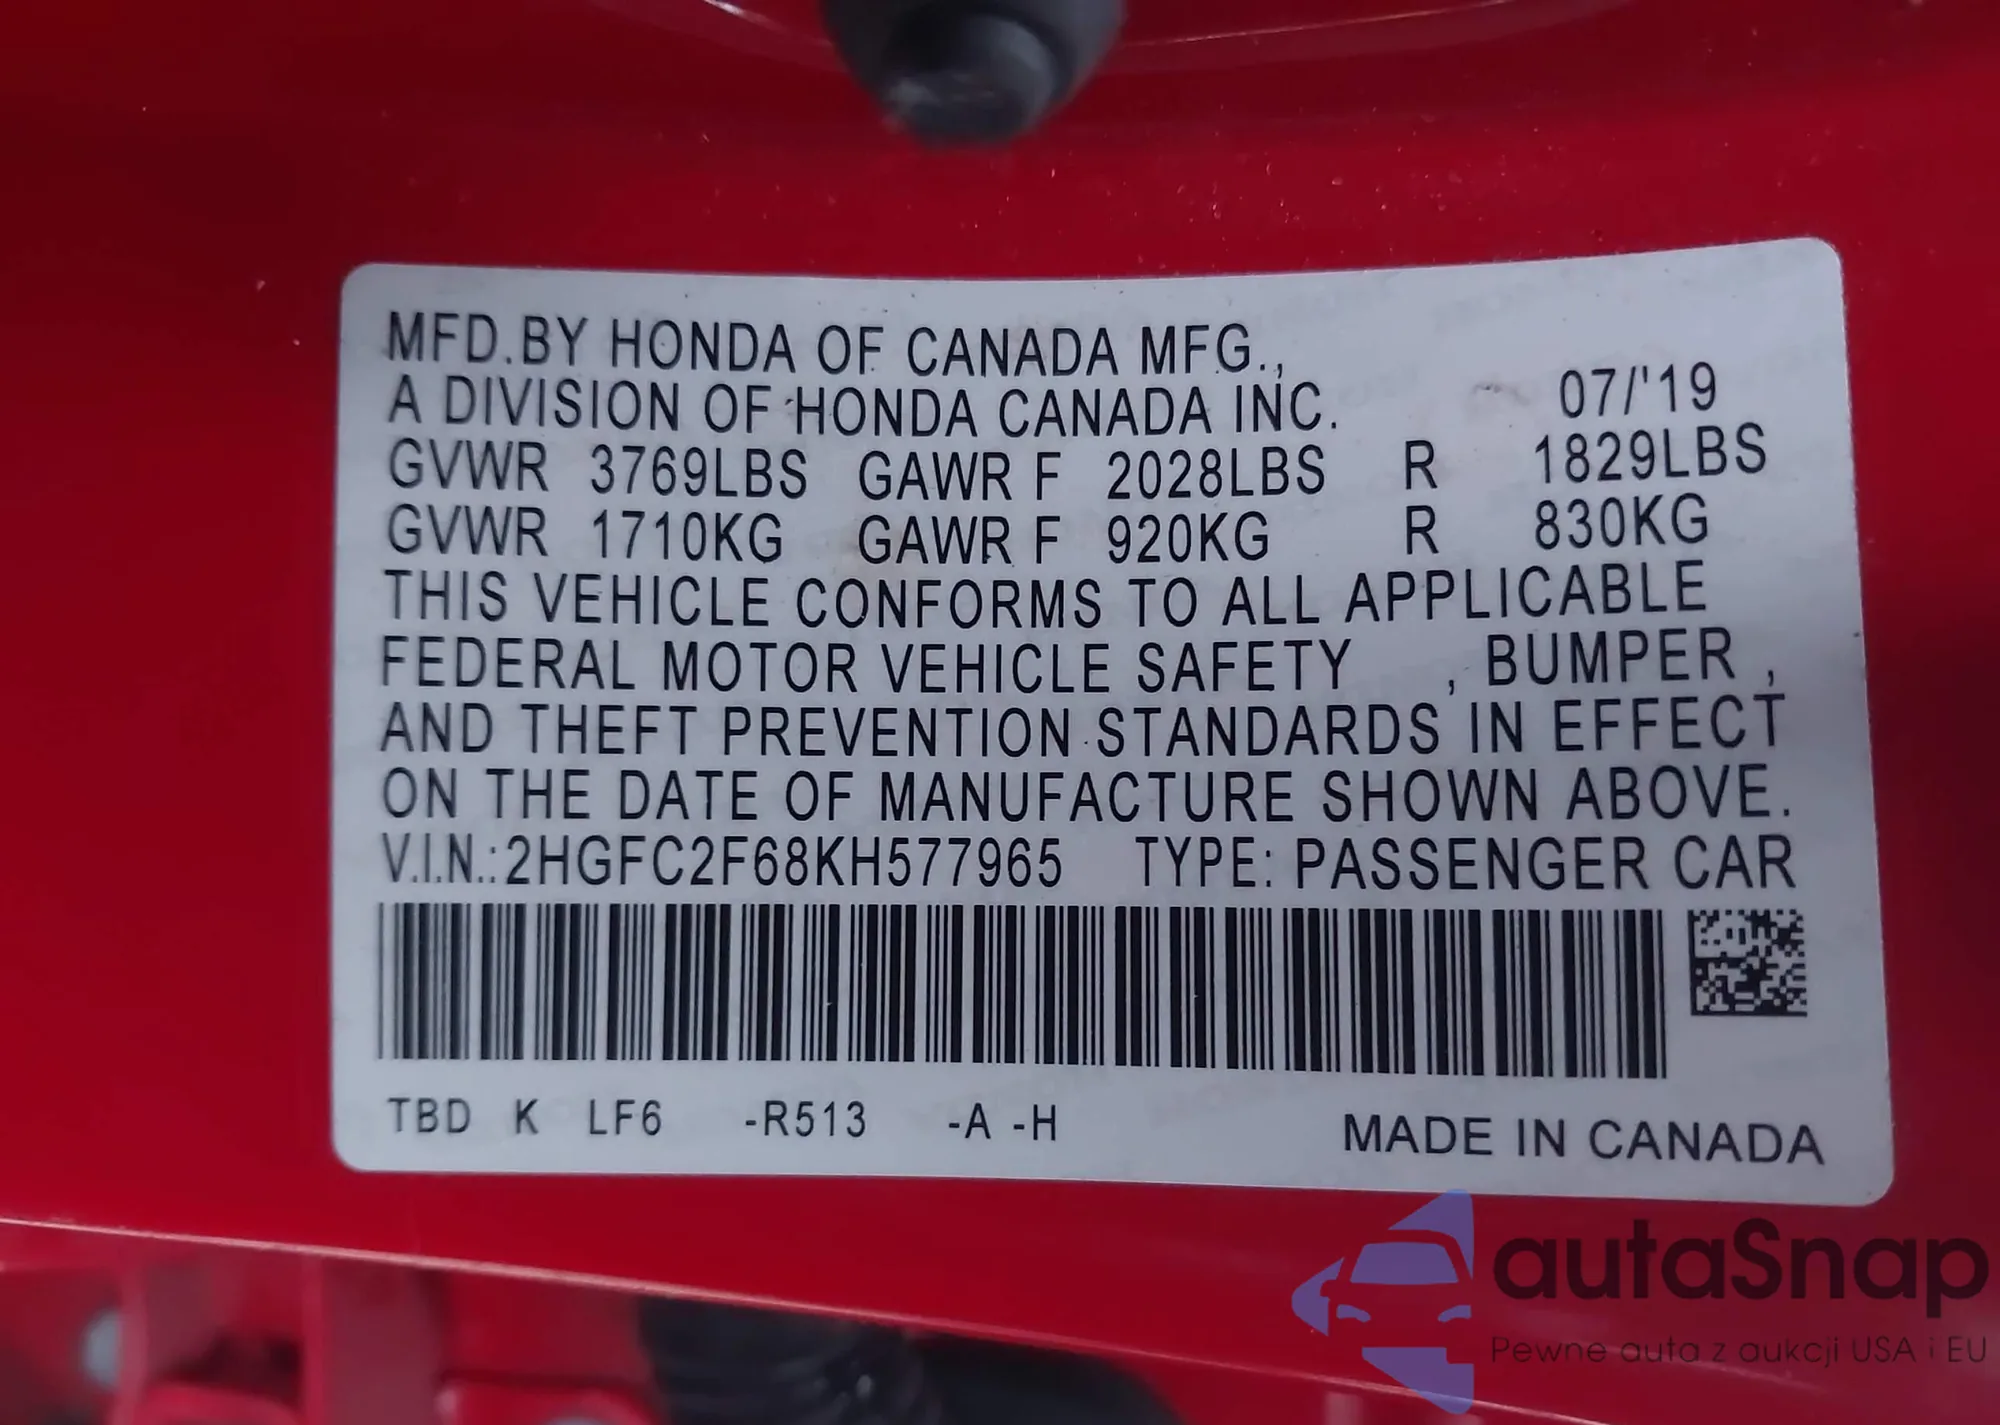 MFD.BY HONDA OF CANADA MFG.,
A DIVISION OF HONDA CANADA INC. 07/'19
GVWR 3769LBS GAWR F 2028LBS R 1829LBS
GVWR 1710KG GAWR F 920KG R 830KG
THIS VEHICLE CONFORMS TO ALL APPLICABLE
FEDERAL MOTOR VEHICLE SAFETY , BUMPER ,
AND THEFT PREVENTION STANDARDS IN EFFECT
ON THE DATE OF MANUFACTURE SHOWN ABOVE.
V.I.N.:2HGFC2F68KH577965 TYPE: PASSENGER CAR
TBD K LF6 -R513 -A -H MADE IN CANADA
autaSnap
Pewne auta z aukcji USA i EU